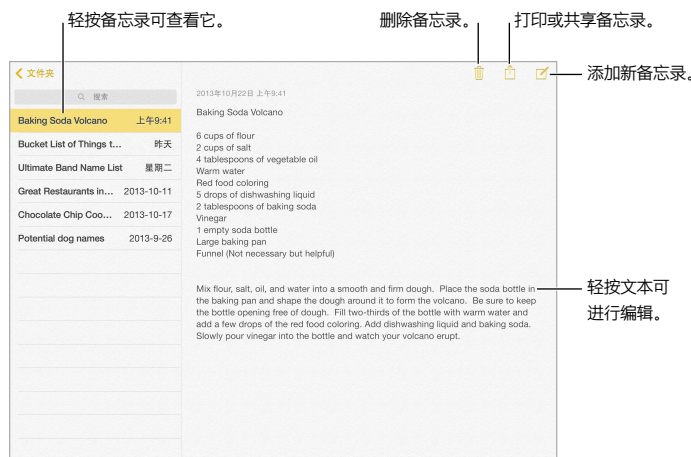 轻按备忘录可查看它。
删除备忘录。
打印或共享备忘录。
添加新备忘录。
文件夹
搜索
Baking Soda Volcano 上午9:41
Bucket List of Things t... 昨天
Ultimate Band Name List 星期二
Great Restaurants in... 2013-10-11
Chocolate Chip Coo... 2013-10-17
Potential dog names 2013-9-26
2013年10月22日 上午9:41
Baking Soda Volcano
6 cups of flour
2 cups of salt
4 tablespoons of vegetable oil
Warm water
Red food coloring
5 drops of dishwashing liquid
2 tablespoons of baking soda
Vinegar
1 empty soda bottle
Large baking pan
Funnel (Not necessary but helpful)
Mix flour, salt, oil, and water into a smooth and firm dough. Place the soda bottle in
the baking pan and shape the dough around it to form the volcano. Be sure to keep
the bottle opening free of dough. Fill two-thirds of the bottle with warm water and
add a few drops of the red food coloring. Add dishwashing liquid and baking soda.
Slowly pour vinegar into the bottle and watch your volcano erupt.
轻按文本可
进行编辑。